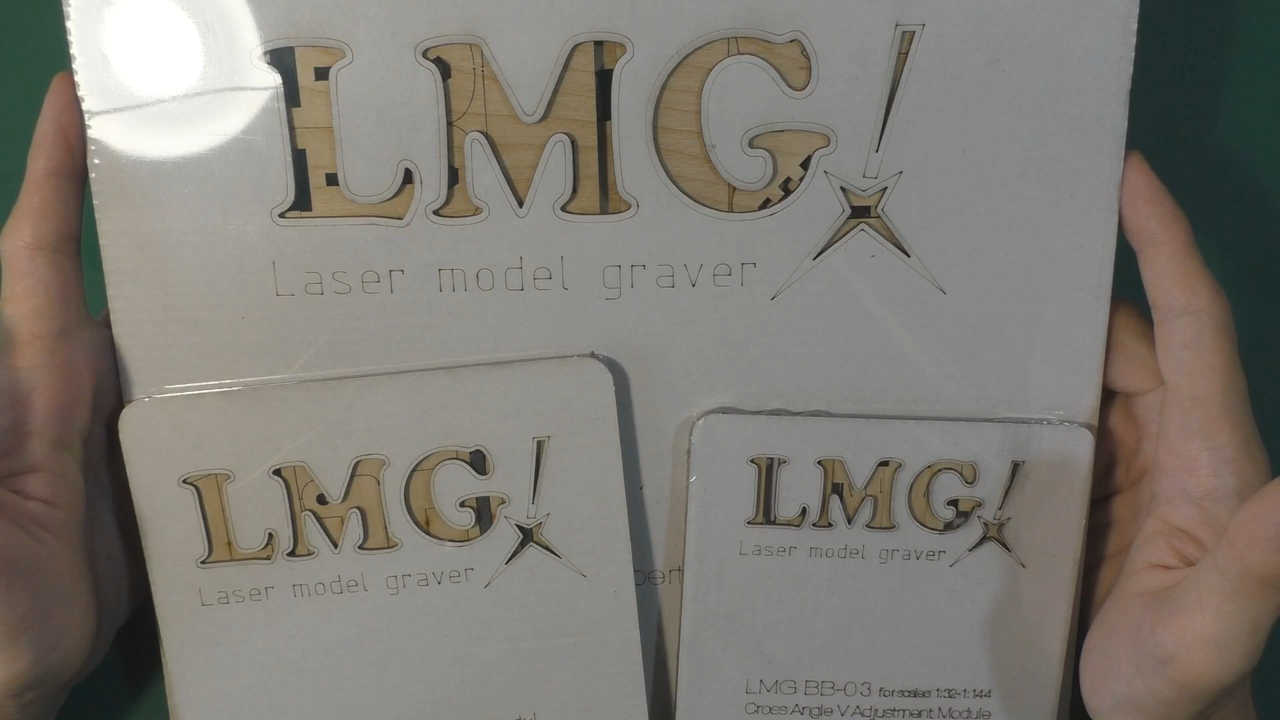 LMG!
Laser model graver
LMG!
Laser model graver
LMG!
Laser model graver
LMG BB-03 for scales 1:32-1:144
Cross Angle V Adjustment Module